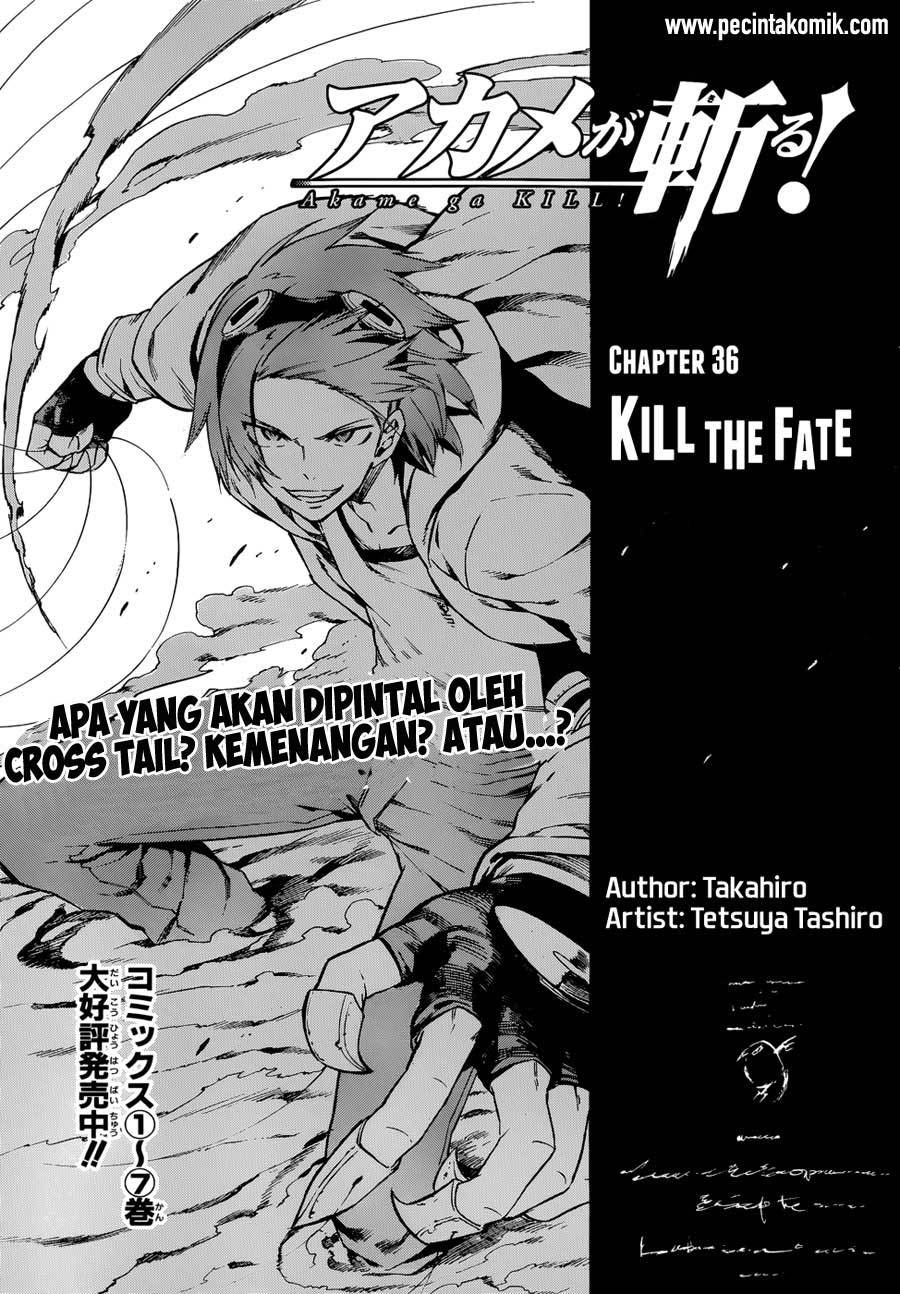 www.pecintakomik.com
アカメが斬る!
Akame ga KILL!
CHAPTER 36
KILL THE FATE
APA YANG AKAN DIPINTAL OLEH
CROSS TAIL? KEMENANGAN? ATAU...?
Author: Takahiro
Artist: Tetsuya Tashiro
コミックス①〜⑦巻
大好評発売中!!